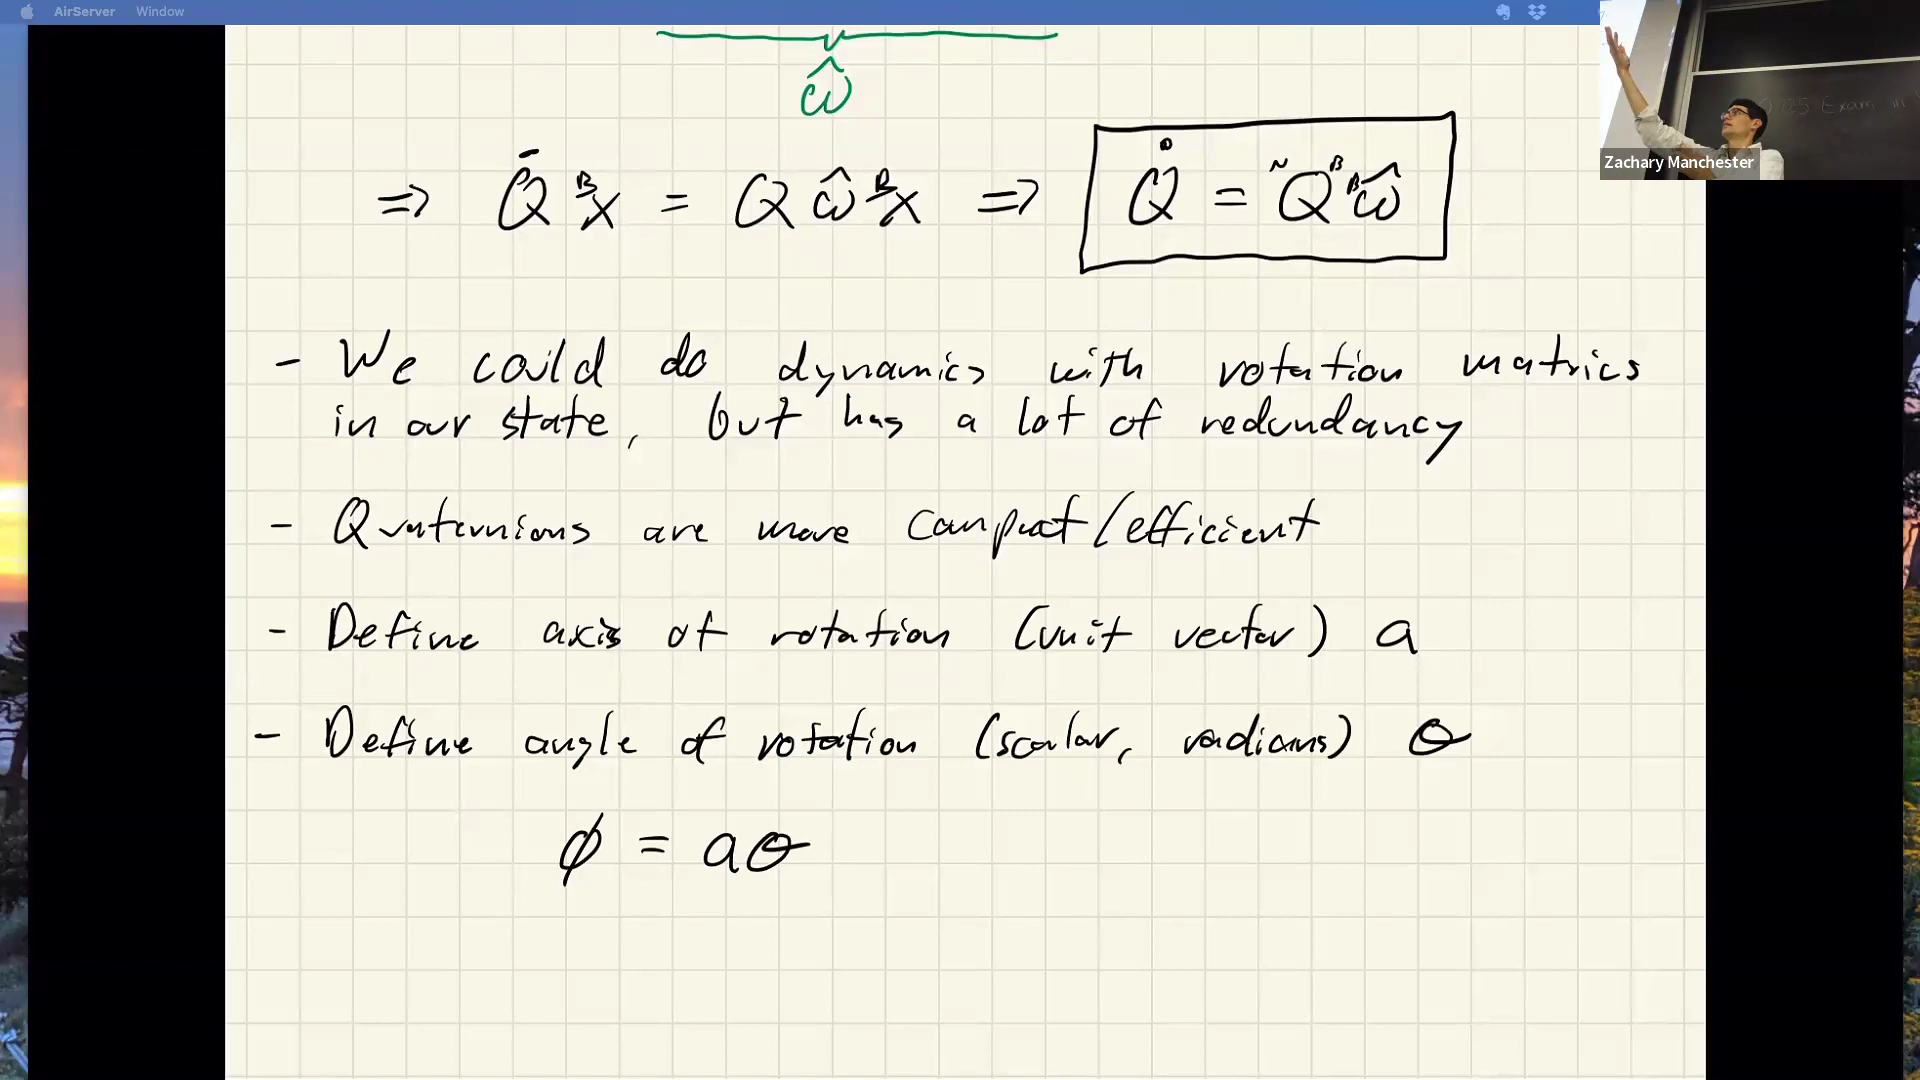 AirServer Window
ω̂
Zachary Manchester
=> Q̇ ᴮx = Q ω̂ ᴮx => Q̇ = ᴺQᴮ ᴮω̂
- We could do dynamics with rotation matrics
in our state, but has a lot of redundancy
- Quaternions are more compact/efficient
- Define axis of rotation (unit vector) a
- Define angle of rotation (scalar, radians) θ
φ = aθ